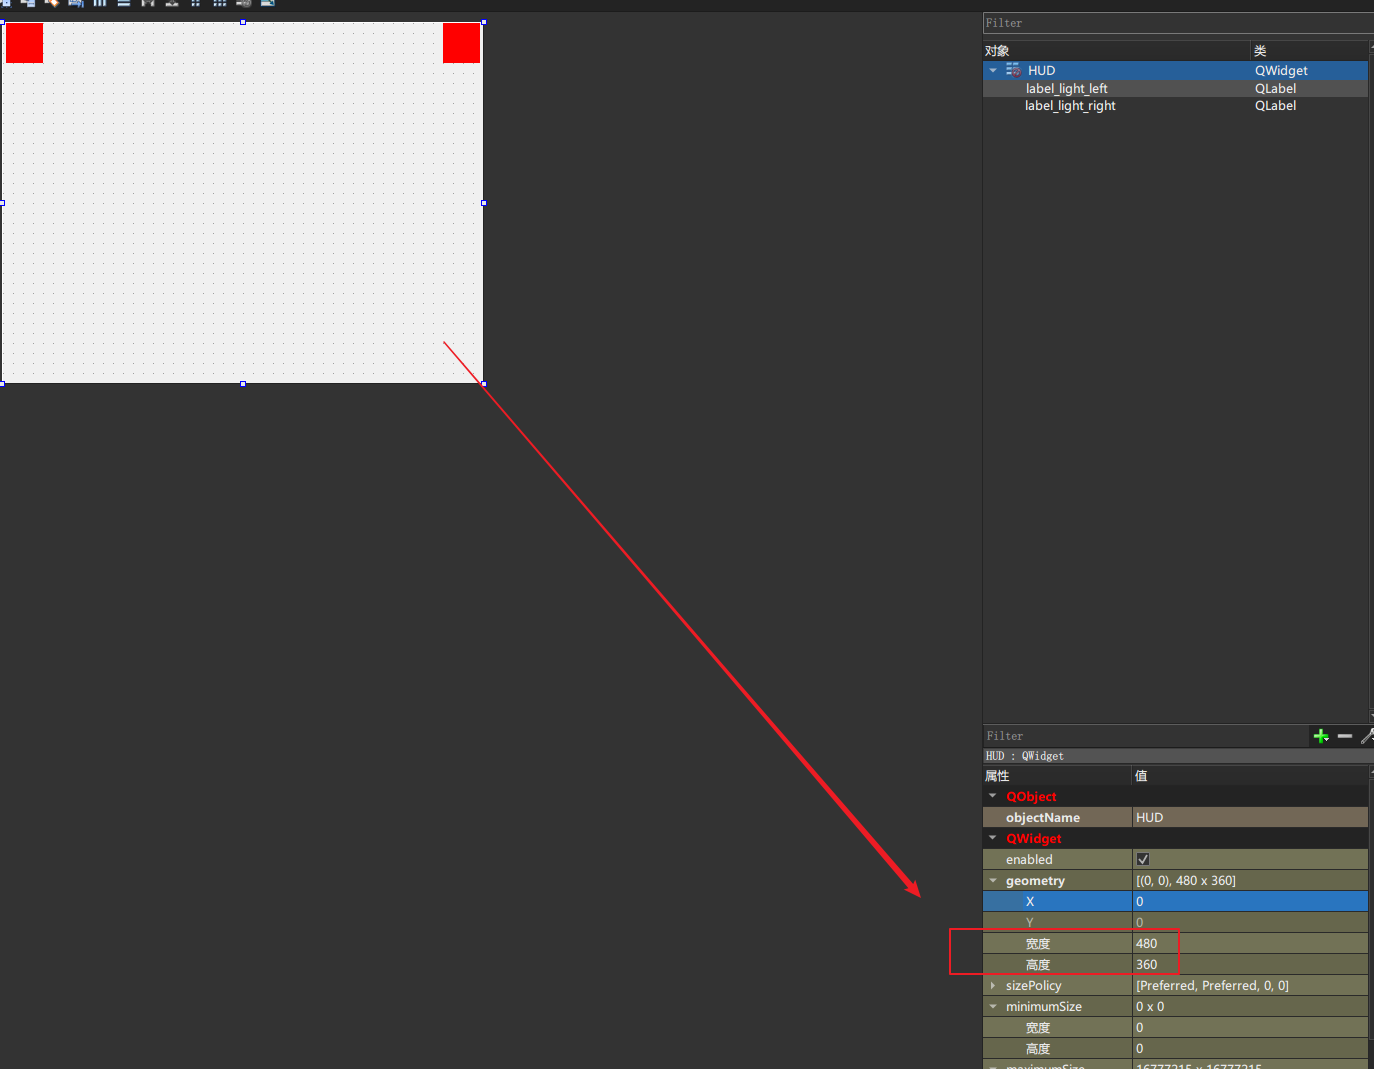 Filter
对象 类
HUD QWidget
label_light_left QLabel
label_light_right QLabel
Filter
HUD : QWidget
属性 值
QObject
objectName HUD
QWidget
enabled
geometry [(0, 0), 480 x 360]
X 0
Y 0
宽度 480
高度 360
sizePolicy [Preferred, Preferred, 0, 0]
minimumSize 0 x 0
宽度 0
高度 0
maximumSize 16777215 x 16777215